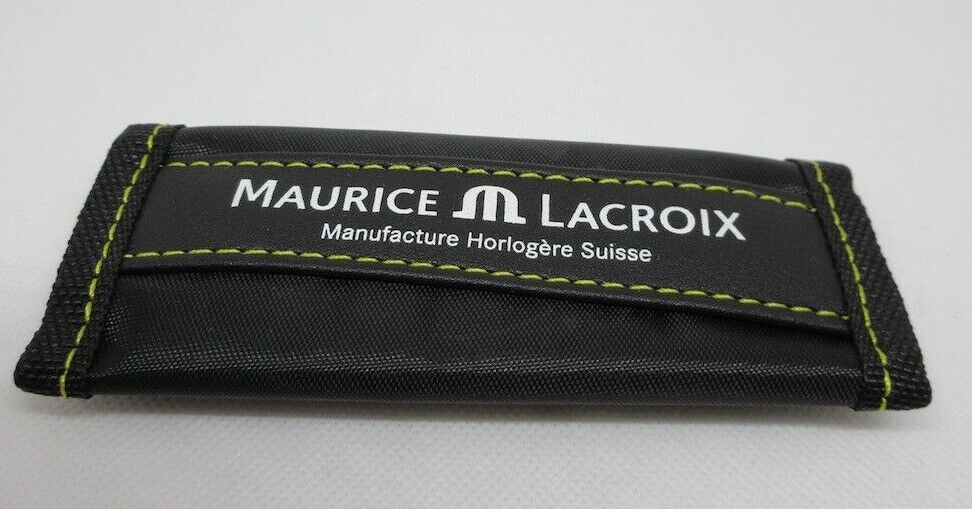 MAURICE LACROIX
Manufacture Horlogère Suisse